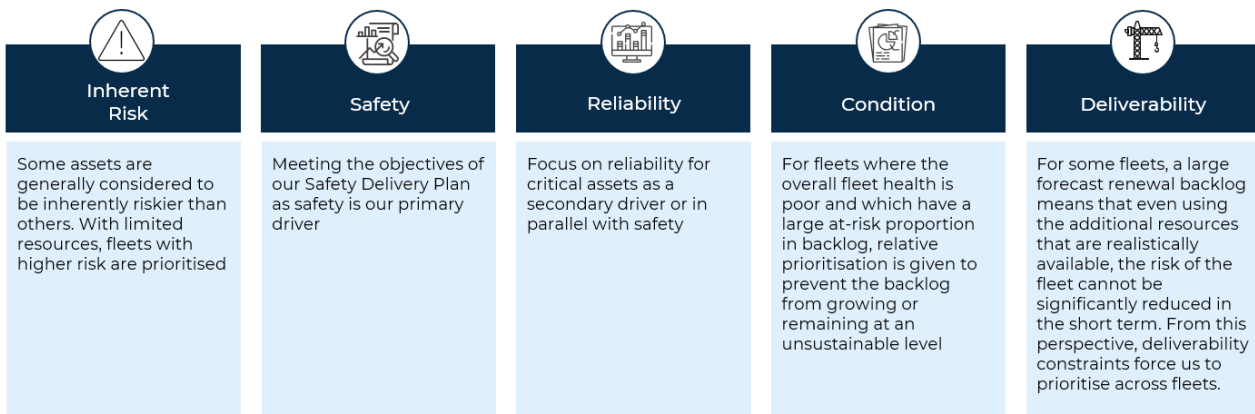 Inherent
Risk
Some assets are
generally considered to
be inherently riskier than
others. With limited
resources, fleets with
higher risk are prioritised
Safety
Meeting the objectives of
our Safety Delivery Plan
as safety is our primary
driver
Reliability
Focus on reliability for
critical assets as a
secondary driver or in
parallel with safety
Condition
For fleets where the
overall fleet health is
poor and which have a
large at-risk proportion
in backlog, relative
prioritisation is given to
prevent the backlog
from growing or
remaining at an
unsustainable level
Deliverability
For some fleets, a large
forecast renewal backlog
means that even using
the additional resources
that are realistically
available, the risk of the
fleet cannot be
significantly reduced in
the short term. From this
perspective, deliverability
constraints force us to
prioritise across fleets.